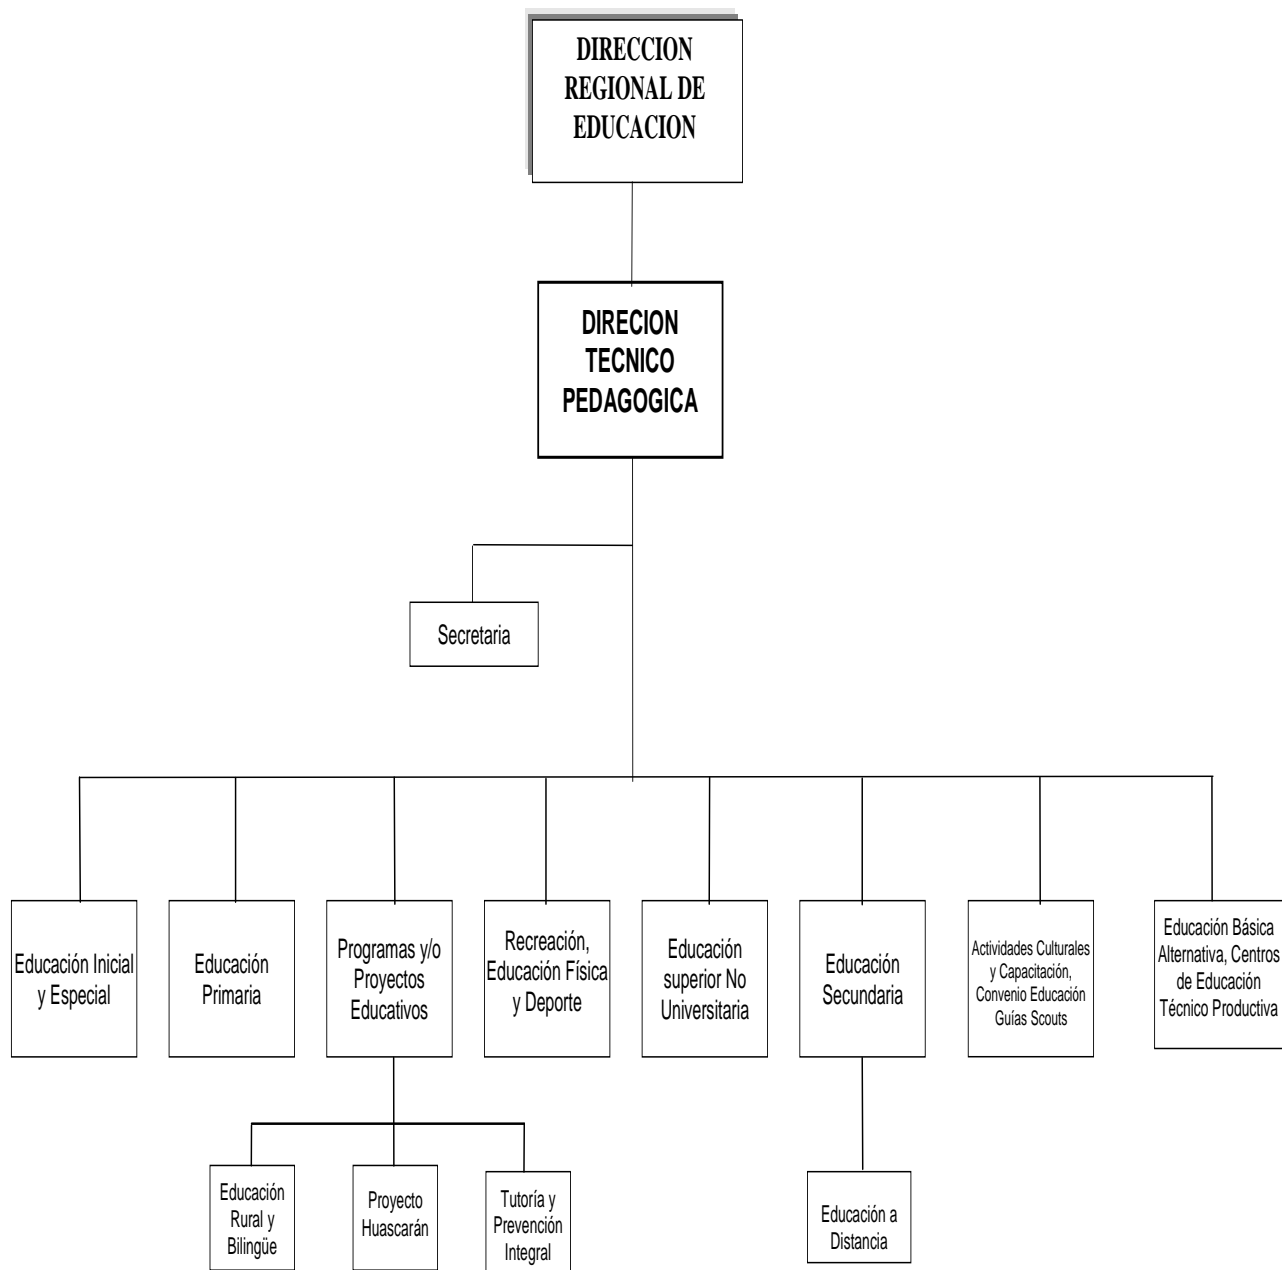 DIRECCION
REGIONAL DE
EDUCACION
DIRECION
TECNICO
PEDAGOGICA
Secretaria
Educación Inicial
y Especial
Educación
Primaria
Programas y/o
Proyectos
Educativos
Recreación,
Educación Física
y Deporte
Educación
superior No
Universitaria
Educación
Secundaria
Actividades Culturales
y Capacitación,
Convenio Educación
Guías Scouts
Educación Básica
Alternativa, Centros
de Educación
Técnico Productiva
Educación
Rural y
Bilingüe
Proyecto
Huascarán
Tutoría y
Prevención
Integral
Educación a
Distancia